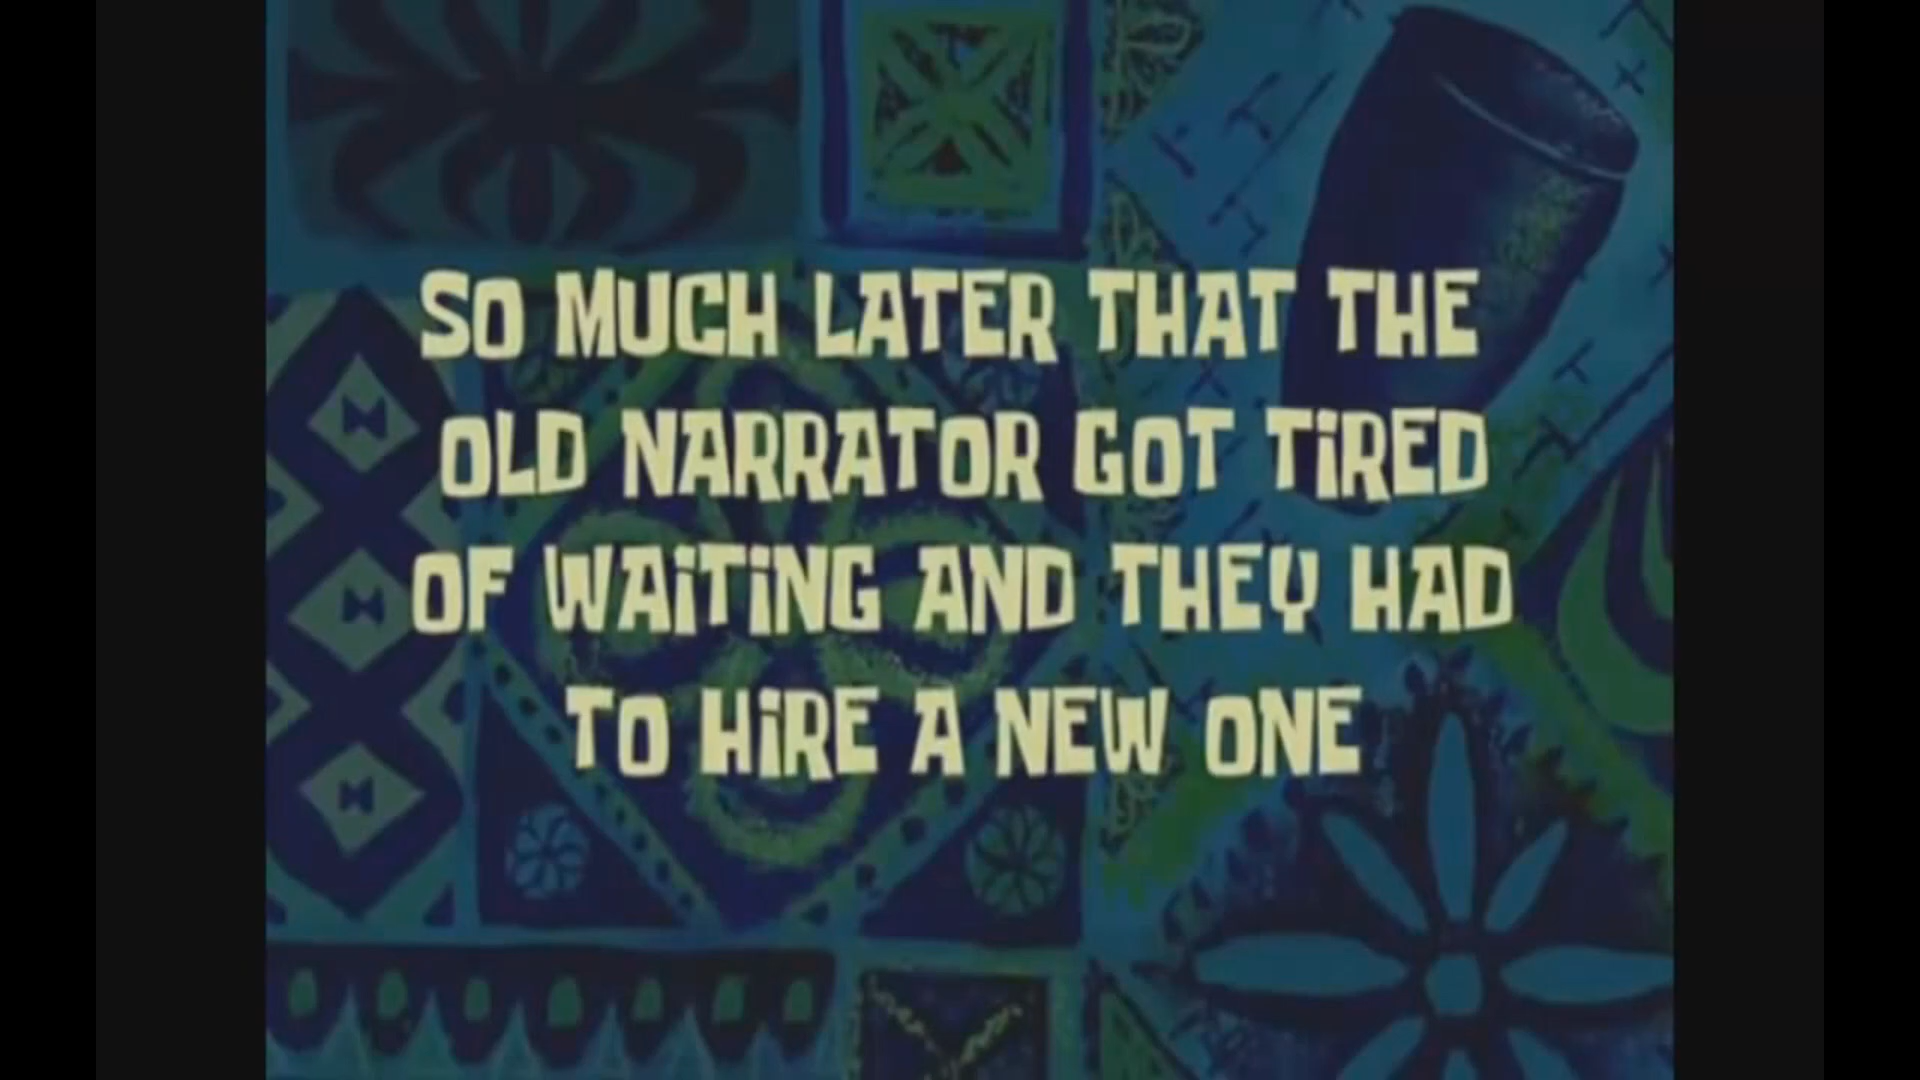 SO MUCH LATER THAT THE
OLD NARRATOR GOT TIRED
OF WAITING AND THEY HAD
TO HIRE A NEW ONE